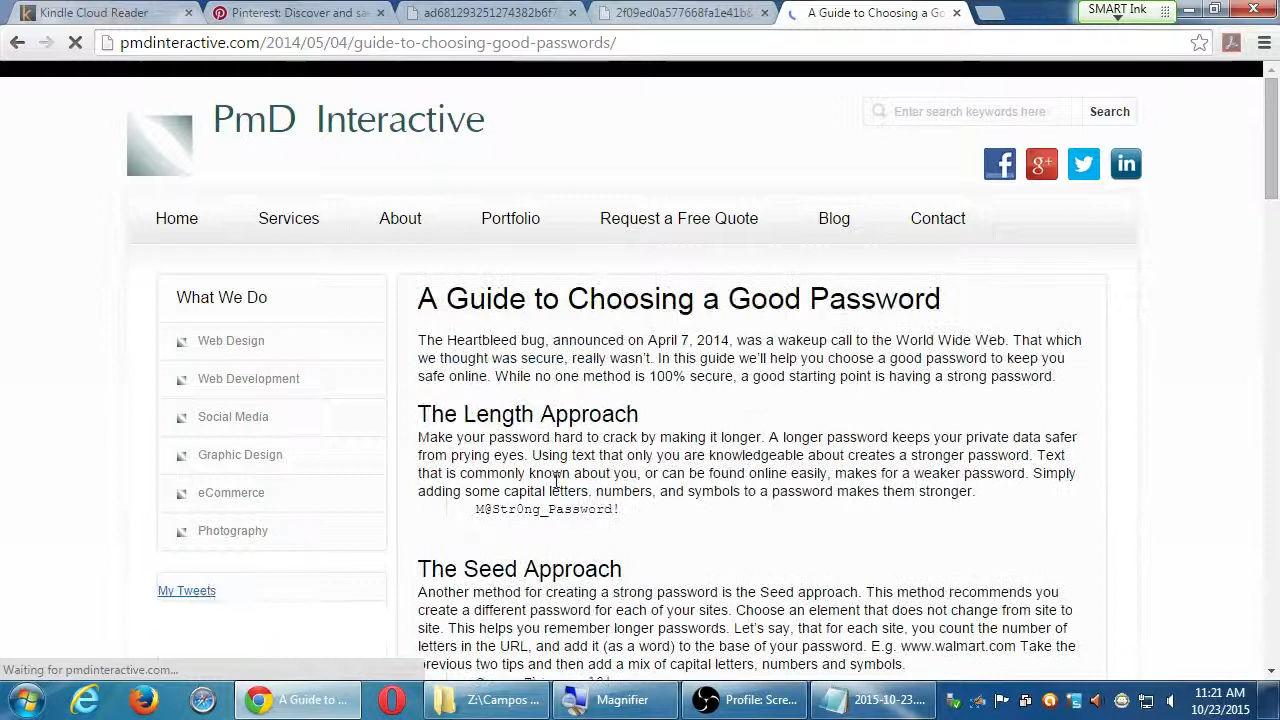 Kindle Cloud Reader
Pinterest: Discover and sa
ad681293251274382b6f7
2f09ed0a577668fa1e41b8
A Guide to Choosing a Go
SMART Ink
pmdinteractive.com/2014/05/04/guide-to-choosing-good-passwords/
PmD Interactive
Enter search keywords here
Search
Home
Services
About
Portfolio
Request a Free Quote
Blog
Contact
What We Do
Web Design
Web Development
Social Media
Graphic Design
eCommerce
Photography
My Tweets
A Guide to Choosing a Good Password
The Heartbleed bug, announced on April 7, 2014, was a wakeup call to the World Wide Web. That which
we thought was secure, really wasn't. In this guide we'll help you choose a good password to keep you
safe online. While no one method is 100% secure, a good starting point is having a strong password.
The Length Approach
Make your password hard to crack by making it longer. A longer password keeps your private data safer
from prying eyes. Using text that only you are knowledgeable about creates a stronger password. Text
that is commonly known about you, or can be found online easily, makes for a weaker password. Simply
adding some capital letters, numbers, and symbols to a password makes them stronger.
M@Str0ng_Password!
The Seed Approach
Another method for creating a strong password is the Seed approach. This method recommends you
create a different password for each of your sites. Choose an element that does not change from site to
site. This helps you remember longer passwords. Let's say, that for each site, you count the number of
letters in the URL, and add it (as a word) to the base of your password. E.g. www.walmart.com Take the
previous two tips and then add a mix of capital letters, numbers and symbols.
Waiting for pmdinteractive.com...
A Guide to ...
Z:\Campos ...
Magnifier
Profile: Scre...
2015-10-23....
11:21 AM
10/23/2015